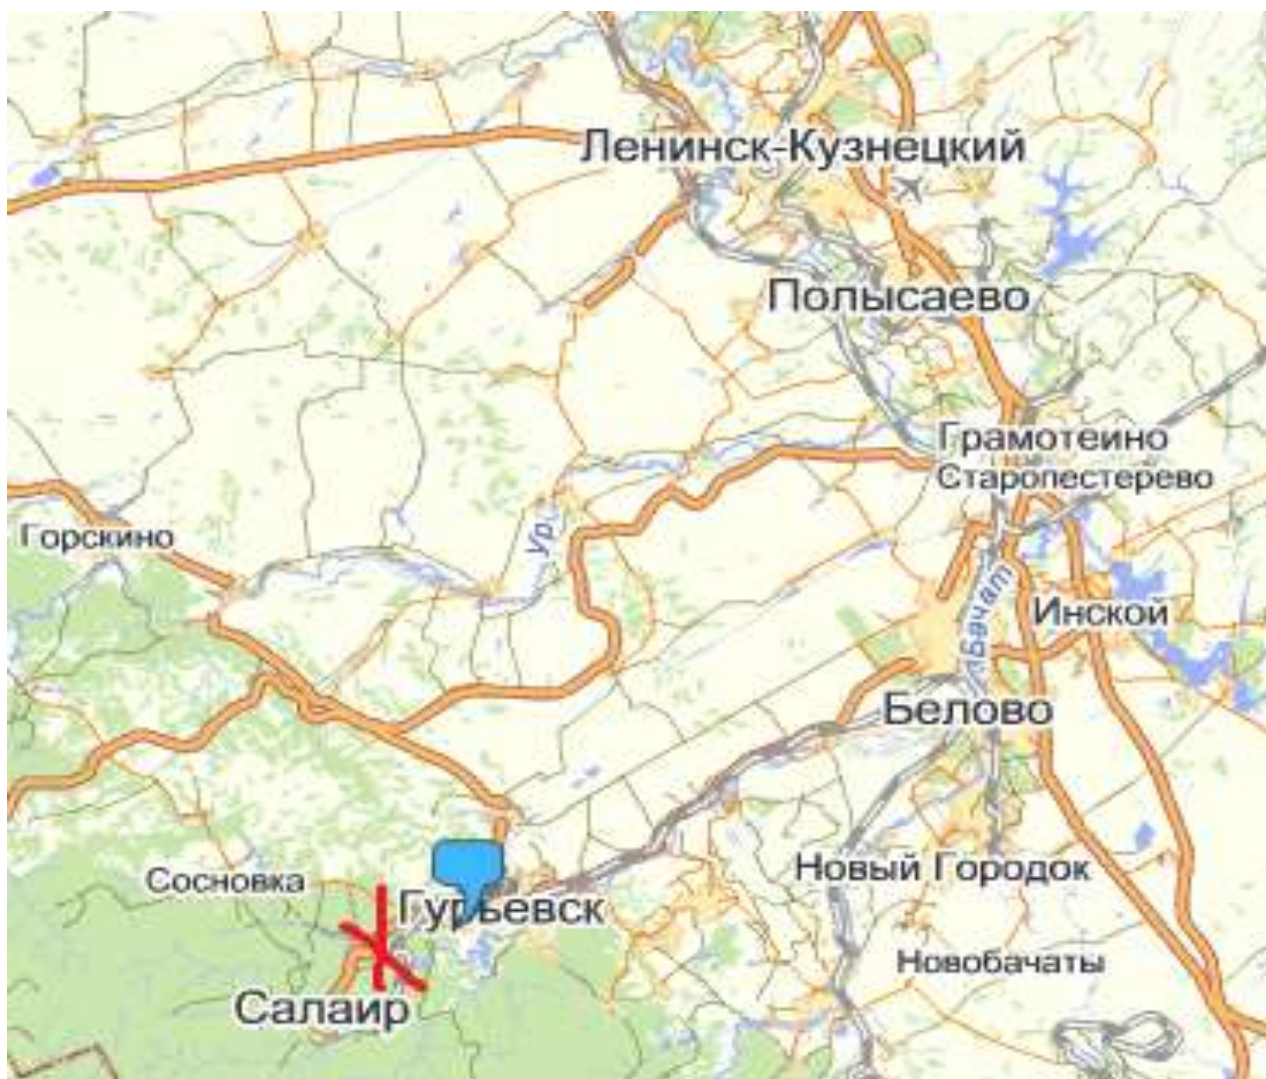 Ленинск-Кузнецкий
Полысаево
Грамотеино
Старопестерево
Горскино
Ур
Бачат
Инской
Белово
Новый Городок
Сосновка
Гурьевск
Новобачаты
Салаир